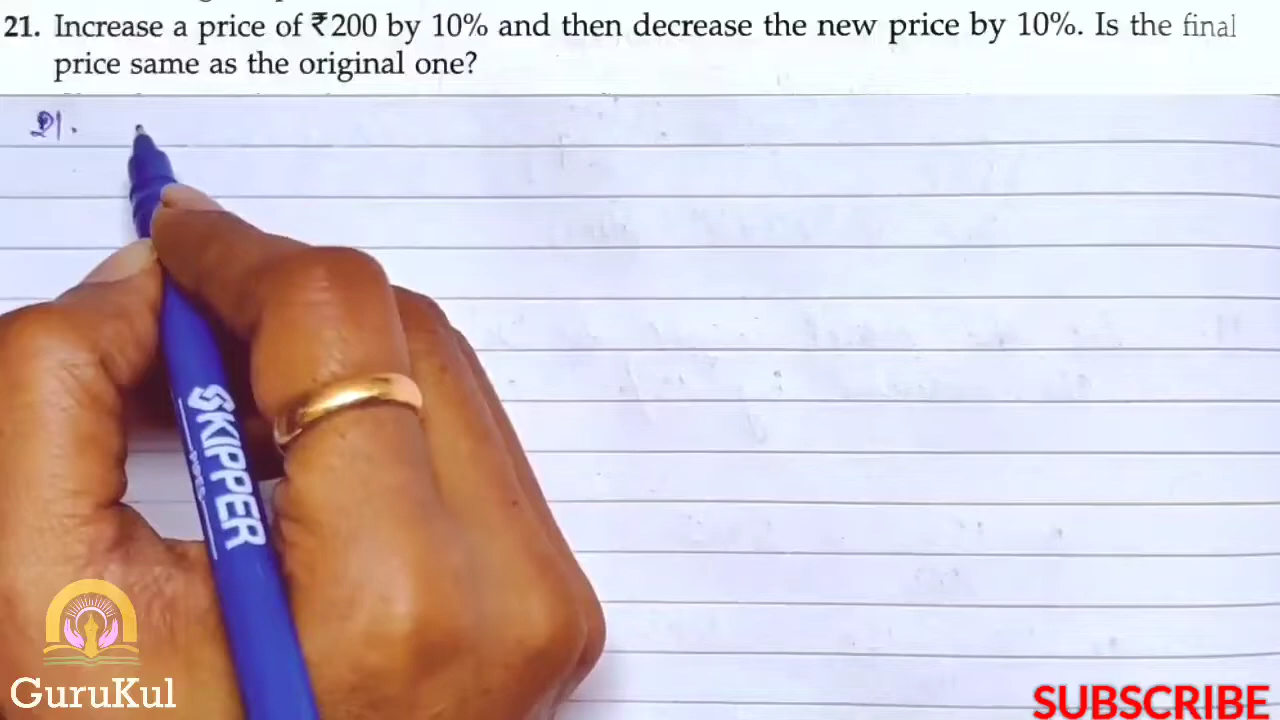 21. Increase a price of ₹200 by 10% and then decrease the new price by 10%. Is the final
price same as the original one?
21.
SKIPPER
GuruKul
SUBSCRIBE